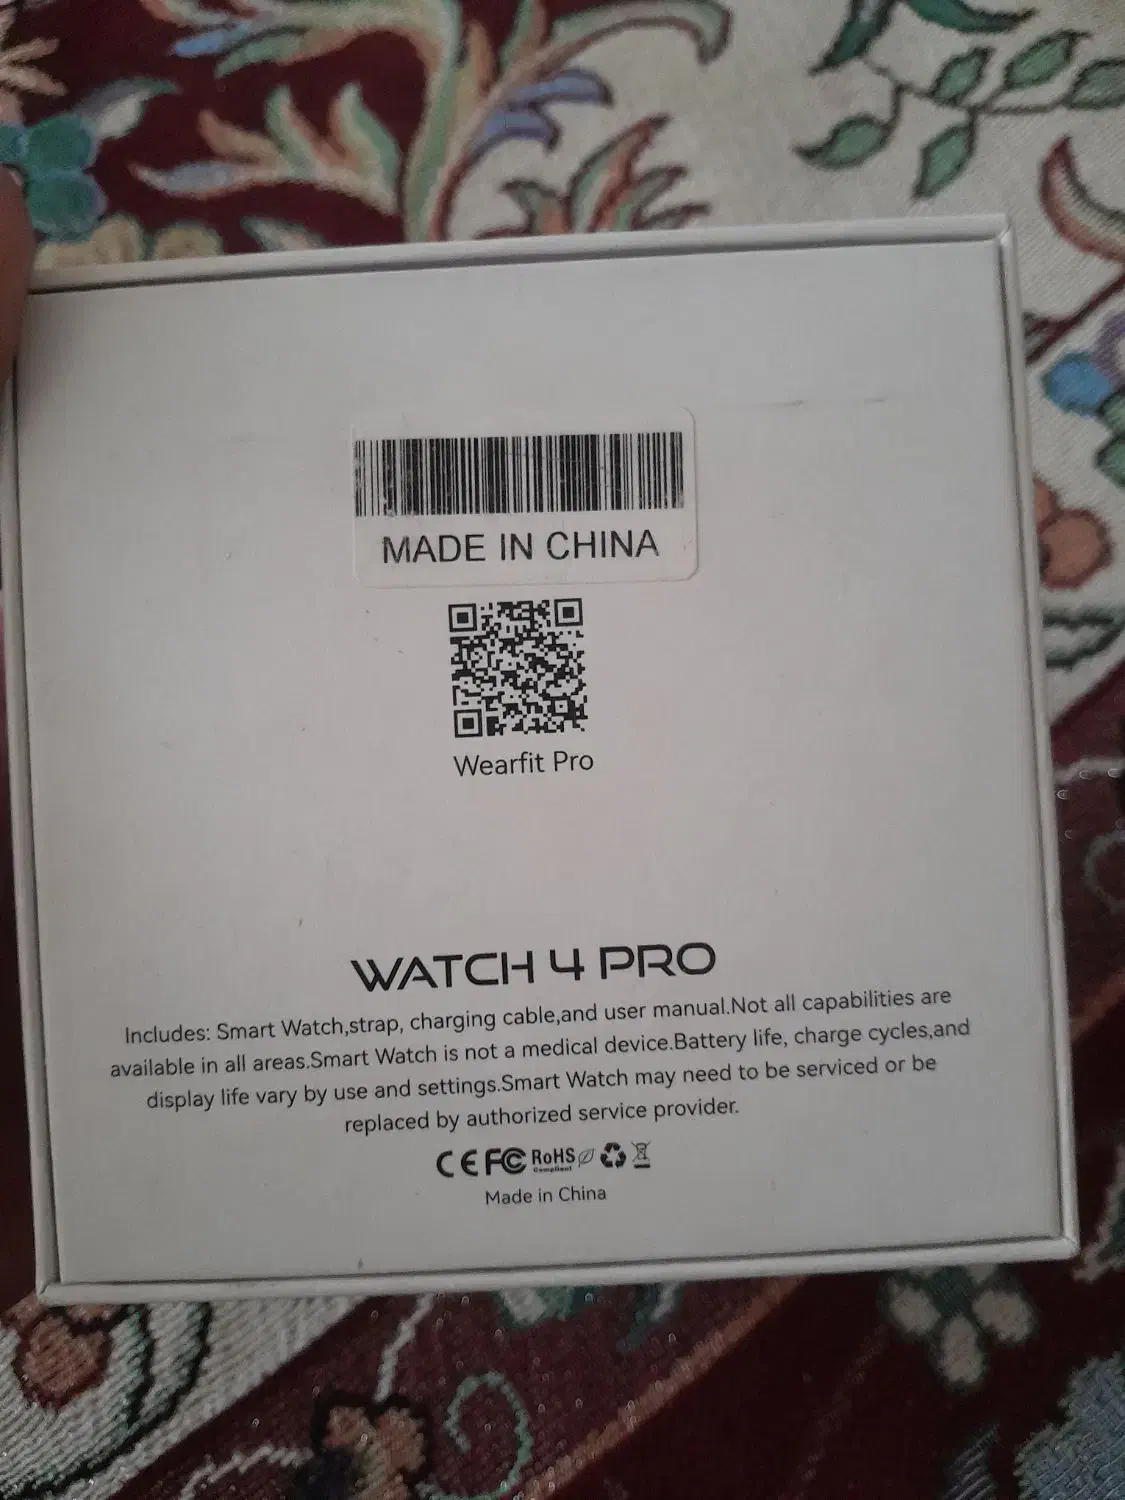 MADE IN CHINA
Wearfit Pro
WATCH 4 PRO
Includes: Smart Watch,strap, charging cable,and user manual.Not all capabilities are
available in all areas.Smart Watch is not a medical device.Battery life, charge cycles,and
display life vary by use and settings.Smart Watch may need to be serviced or be
replaced by authorized service provider.
CE FC RoHS
Compliant
Made in China